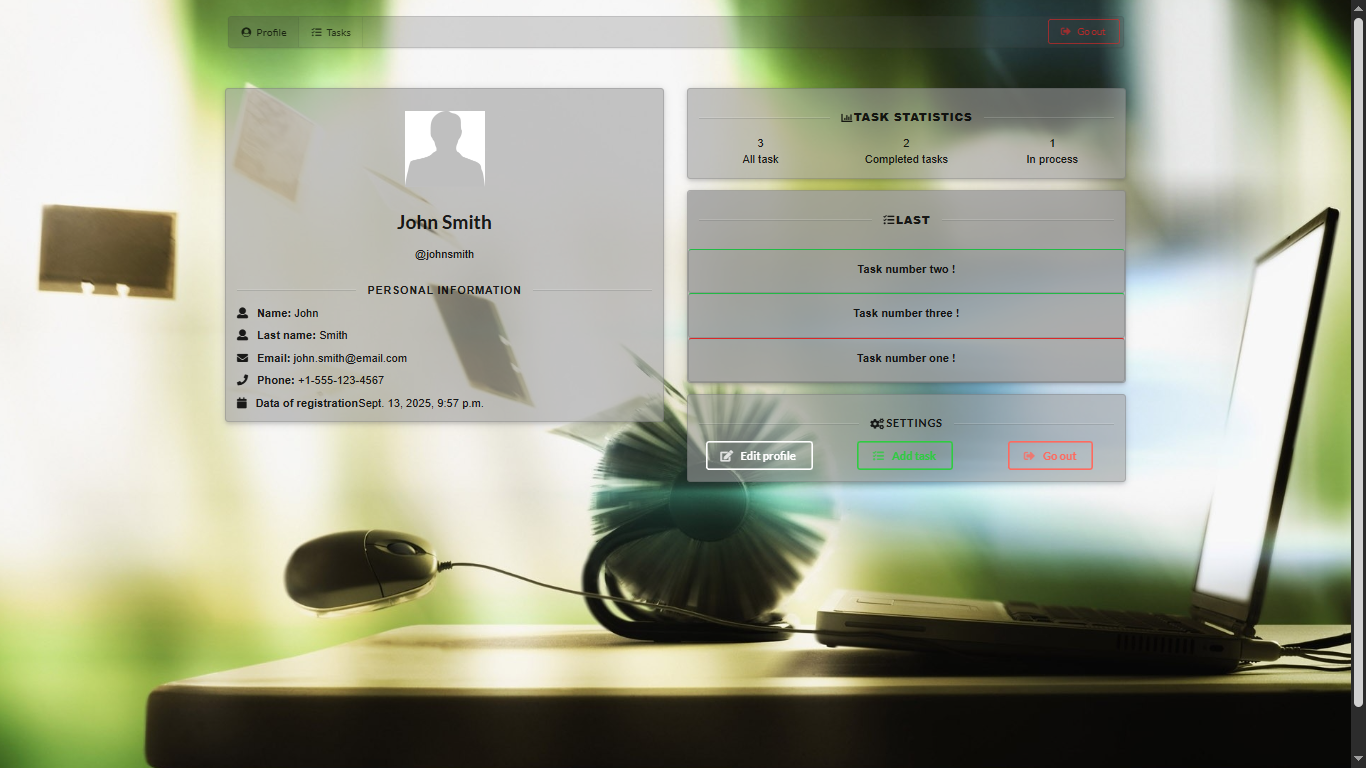 Profile
Tasks
Go out
John Smith
@johnsmith
PERSONAL INFORMATION
Name: John
Last name: Smith
Email: john.smith@email.com
Phone: +1-555-123-4567
Data of registrationSept. 13, 2025, 9:57 p.m.
TASK STATISTICS
3 2 1
All task Completed tasks In process
LAST
Task number two !
Task number three !
Task number one !
SETTINGS
Edit profile
Add task
Go out